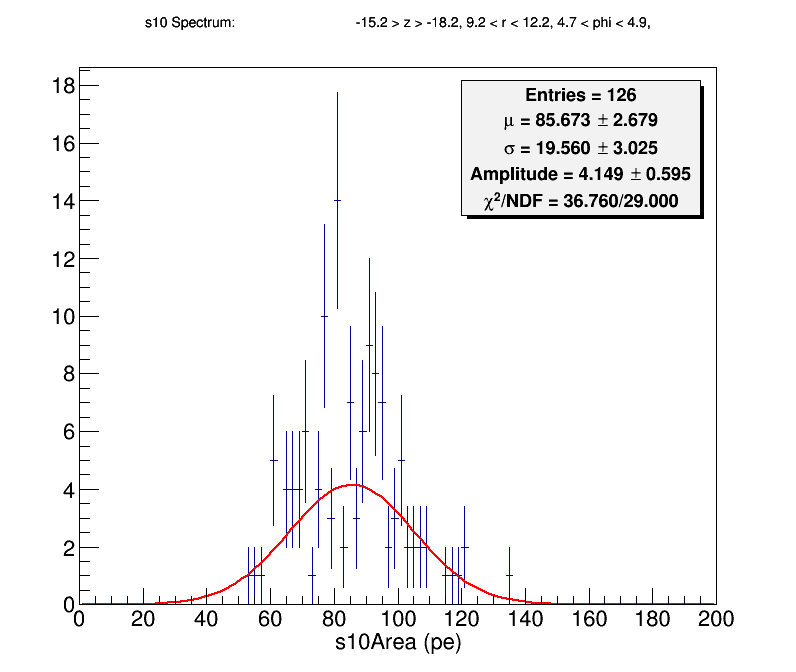 s10 Spectrum: -15.2 > z > -18.2, 9.2 < r < 12.2, 4.7 < phi < 4.9,
Entries = 126
μ = 85.673 ± 2.679
σ = 19.560 ± 3.025
Amplitude = 4.149 ± 0.595
χ²/NDF = 36.760/29.000
18
16
14
12
10
8
6
4
2
0
0 20 40 60 80 100 120 140 160 180 200
s10Area (pe)